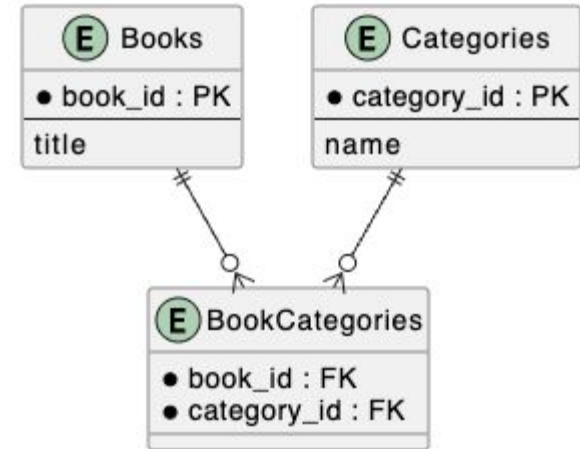 E Books
● book_id : PK
title
E Categories
● category_id : PK
name
E BookCategories
● book_id : FK
● category_id : FK